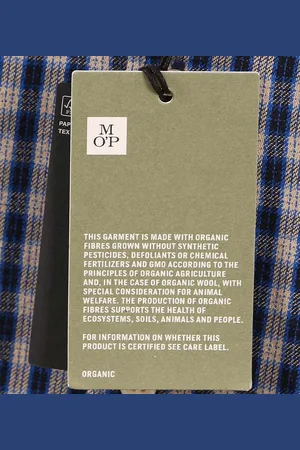 M
O'P
PAP
TEX
THIS GARMENT IS MADE WITH ORGANIC
FIBRES GROWN WITHOUT SYNTHETIC
PESTICIDES, DEFOLIANTS OR CHEMICAL
FERTILIZERS AND GMO ACCORDING TO THE
PRINCIPLES OF ORGANIC AGRICULTURE
AND, IN THE CASE OF ORGANIC WOOL, WITH
SPECIAL CONSIDERATION FOR ANIMAL
WELFARE. THE PRODUCTION OF ORGANIC
FIBRES SUPPORTS THE HEALTH OF
ECOSYSTEMS, SOILS, ANIMALS AND PEOPLE.
FOR INFORMATION ON WHETHER THIS
PRODUCT IS CERTIFIED SEE CARE LABEL.
ORGANIC